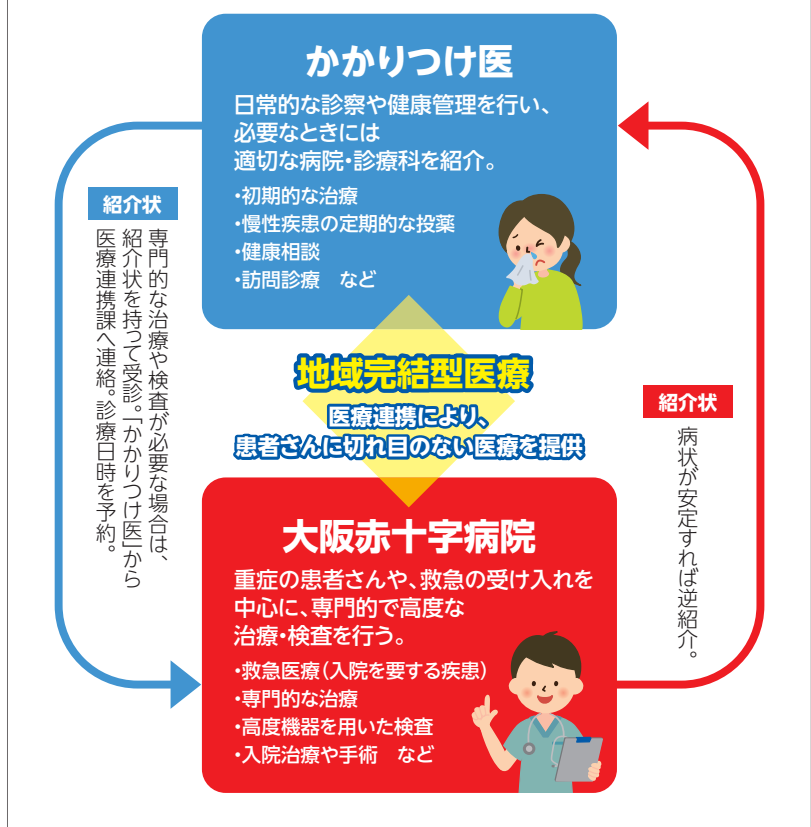 かかりつけ医
日常的な診察や健康管理を行い、
必要なときには
適切な病院・診療科を紹介。
・初期的な治療
・慢性疾患の定期的な投薬
・健康相談
・訪問診療　など
紹介状
専門的な治療や検査が必要な場合は、
紹介状を持って受診。「かかりつけ医」から
医療連携課へ連絡。診療日時を予約。
地域完結型医療
医療連携により、
患者さんに切れ目のない医療を提供
紹介状
病状が安定すれば逆紹介。
大阪赤十字病院
重症の患者さんや、救急の受け入れを
中心に、専門的で高度な
治療・検査を行う。
・救急医療（入院を要する疾患）
・専門的な治療
・高度機器を用いた検査
・入院治療や手術　など